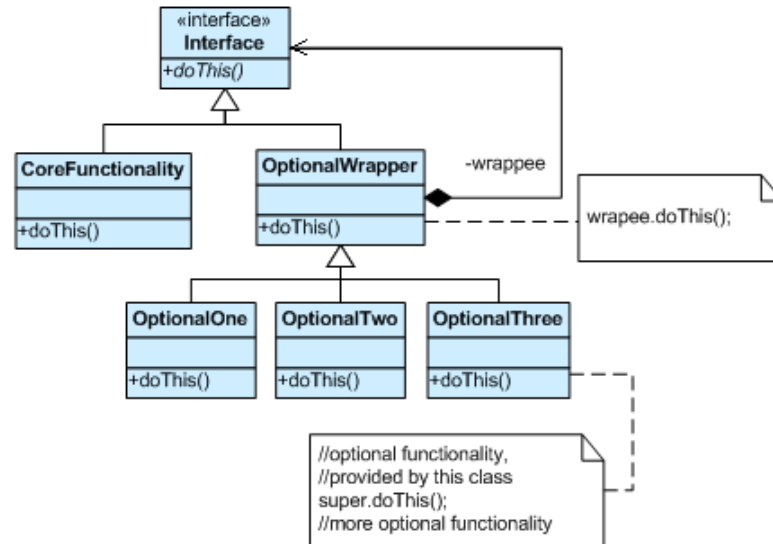 «interface»
Interface
+doThis()
CoreFunctionality
+doThis()
OptionalWrapper
+doThis()
-wrappee
wrapee.doThis();
OptionalOne
+doThis()
OptionalTwo
+doThis()
OptionalThree
+doThis()
//optional functionality,
//provided by this class
super.doThis();
//more optional functionality